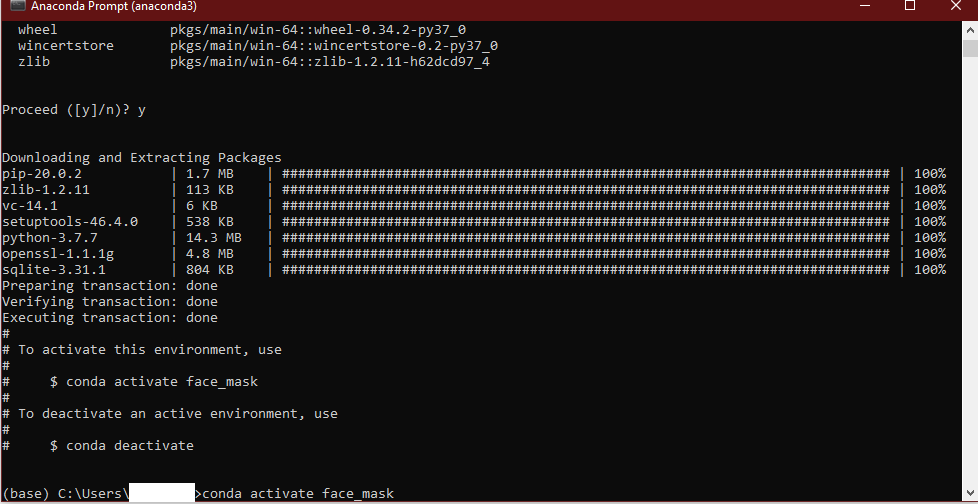 Anaconda Prompt (anaconda3)
wheel pkgs/main/win-64::wheel-0.34.2-py37_0
wincertstore pkgs/main/win-64::wincertstore-0.2-py37_0
zlib pkgs/main/win-64::zlib-1.2.11-h62dcd97_4
Proceed ([y]/n)? y
Downloading and Extracting Packages
pip-20.0.2 | 1.7 MB | ############################################################################ | 100%
zlib-1.2.11 | 113 KB | ############################################################################ | 100%
vc-14.1 | 6 KB | ############################################################################ | 100%
setuptools-46.4.0 | 538 KB | ############################################################################ | 100%
python-3.7.7 | 14.3 MB | ############################################################################ | 100%
openssl-1.1.1g | 4.8 MB | ############################################################################ | 100%
sqlite-3.31.1 | 804 KB | ############################################################################ | 100%
Preparing transaction: done
Verifying transaction: done
Executing transaction: done
#
# To activate this environment, use
#
# $ conda activate face_mask
#
# To deactivate an active environment, use
#
# $ conda deactivate
(base) C:\Users\ >conda activate face_mask